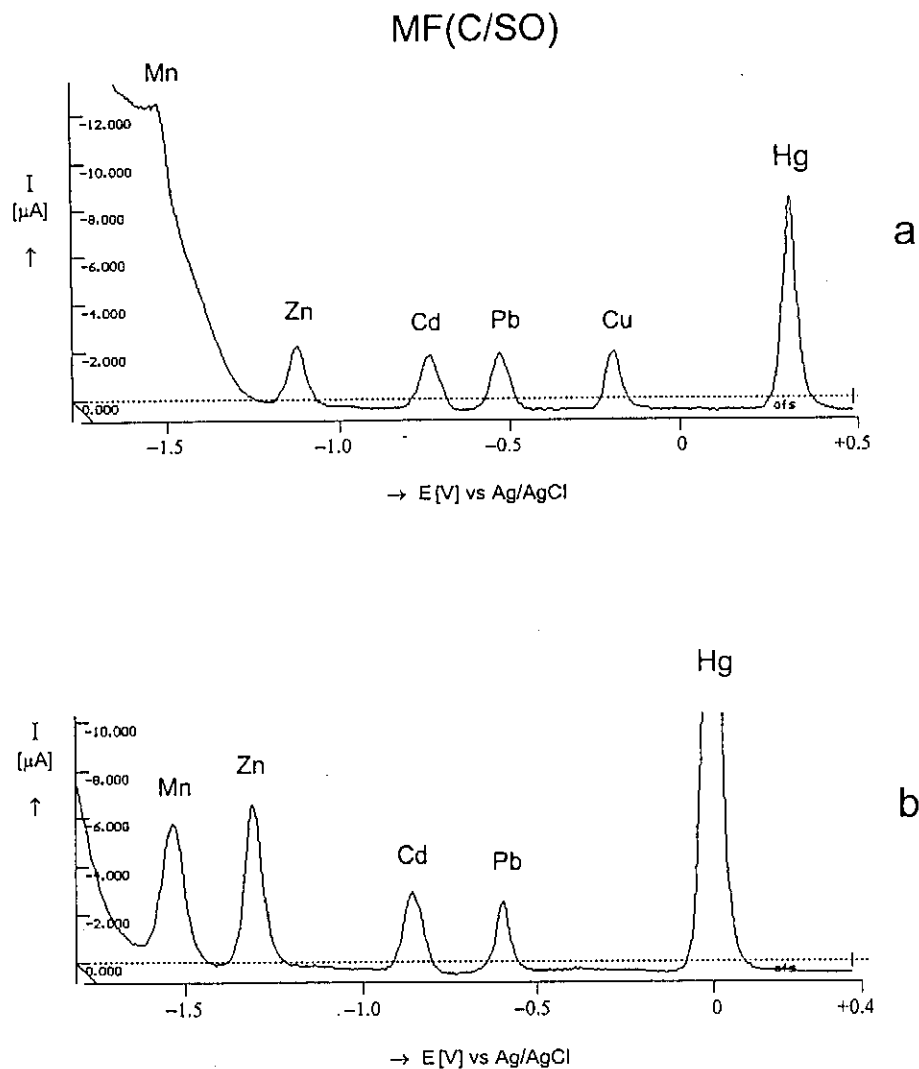 MF(C/SO)
Mn
-12.000
-10.000
Hg
I
[µA]
↑
-8.000
a
-6.000
-4.000
Zn
Cd
Pb
Cu
-2.000
0.000
ofs
-1.5
-1.0
-0.5
0
+0.5
→ E [V] vs Ag/AgCl
Hg
I
[µA]
↑
-10.000
-8.000
Mn
Zn
b
-6.000
-4.000
Cd
Pb
-2.000
0.000
ofs
-1.5
-1.0
-0.5
0
+0.4
→ E [V] vs Ag/AgCl